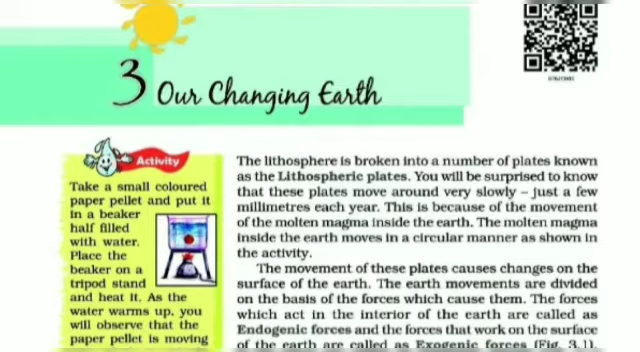 3 Our Changing Earth
Activity
Take a small coloured
paper pellet and put it
in a beaker
half filled
with water.
Place the
beaker on a
tripod stand
and heat it. As the
water warms up, you
will observe that the
paper pellet is moving
The lithosphere is broken into a number of plates known
as the Lithospheric plates. You will be surprised to know
that these plates move around very slowly – just a few
millimetres each year. This is because of the movement
of the molten magma inside the earth. The molten magma
inside the earth moves in a circular manner as shown in
the activity.
The movement of these plates causes changes on the
surface of the earth. The earth movements are divided
on the basis of the forces which cause them. The forces
which act in the interior of the earth are called as
Endogenic forces and the forces that work on the surface
of the earth are called as Exogenic forces (Fig. 3.1).